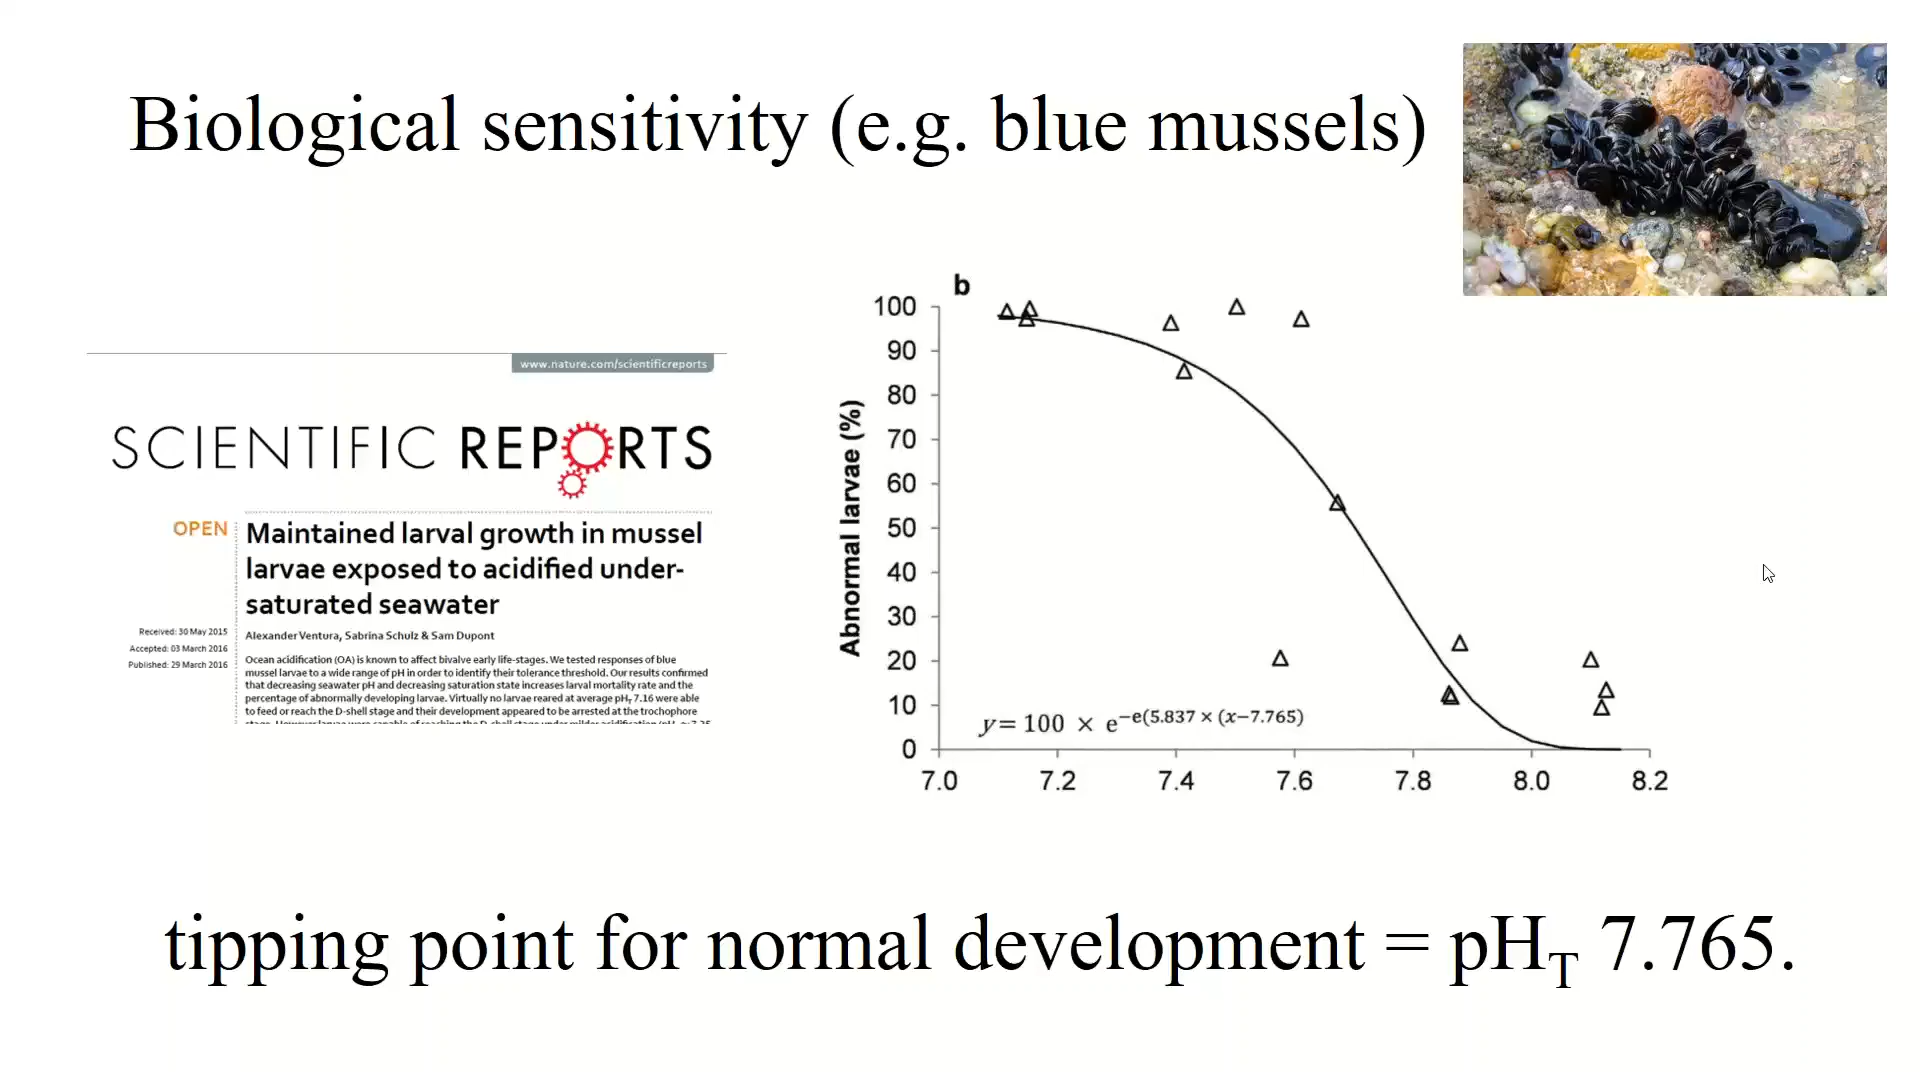 Biological sensitivity (e.g. blue mussels)
www.nature.com/scientificreports
SCIENTIFIC REPORTS
OPEN
Maintained larval growth in mussel
larvae exposed to acidified under-
saturated seawater
Received: 30 May 2015
Accepted: 03 March 2016
Published: 29 March 2016
Alexander Ventura, Sabrina Schulz & Sam Dupont
Ocean acidification (OA) is known to affect bivalve early life-stages. We tested responses of blue
mussel larvae to a wide range of pH in order to identify their tolerance threshold. Our results confirmed
that decreasing seawater pH and decreasing saturation state increases larval mortality rate and the
percentage of abnormally developing larvae. Virtually no larvae reared at average pHT 7.16 were able
to feed or reach the D-shell stage and their development appeared to be arrested at the trochophore
b
Abnormal larvae (%)
100
90
80
70
60
50
40
30
20
10
0
y = 100 × e^−e(5.837 × (x−7.765)
7.0 7.2 7.4 7.6 7.8 8.0 8.2
tipping point for normal development = pHT 7.765.